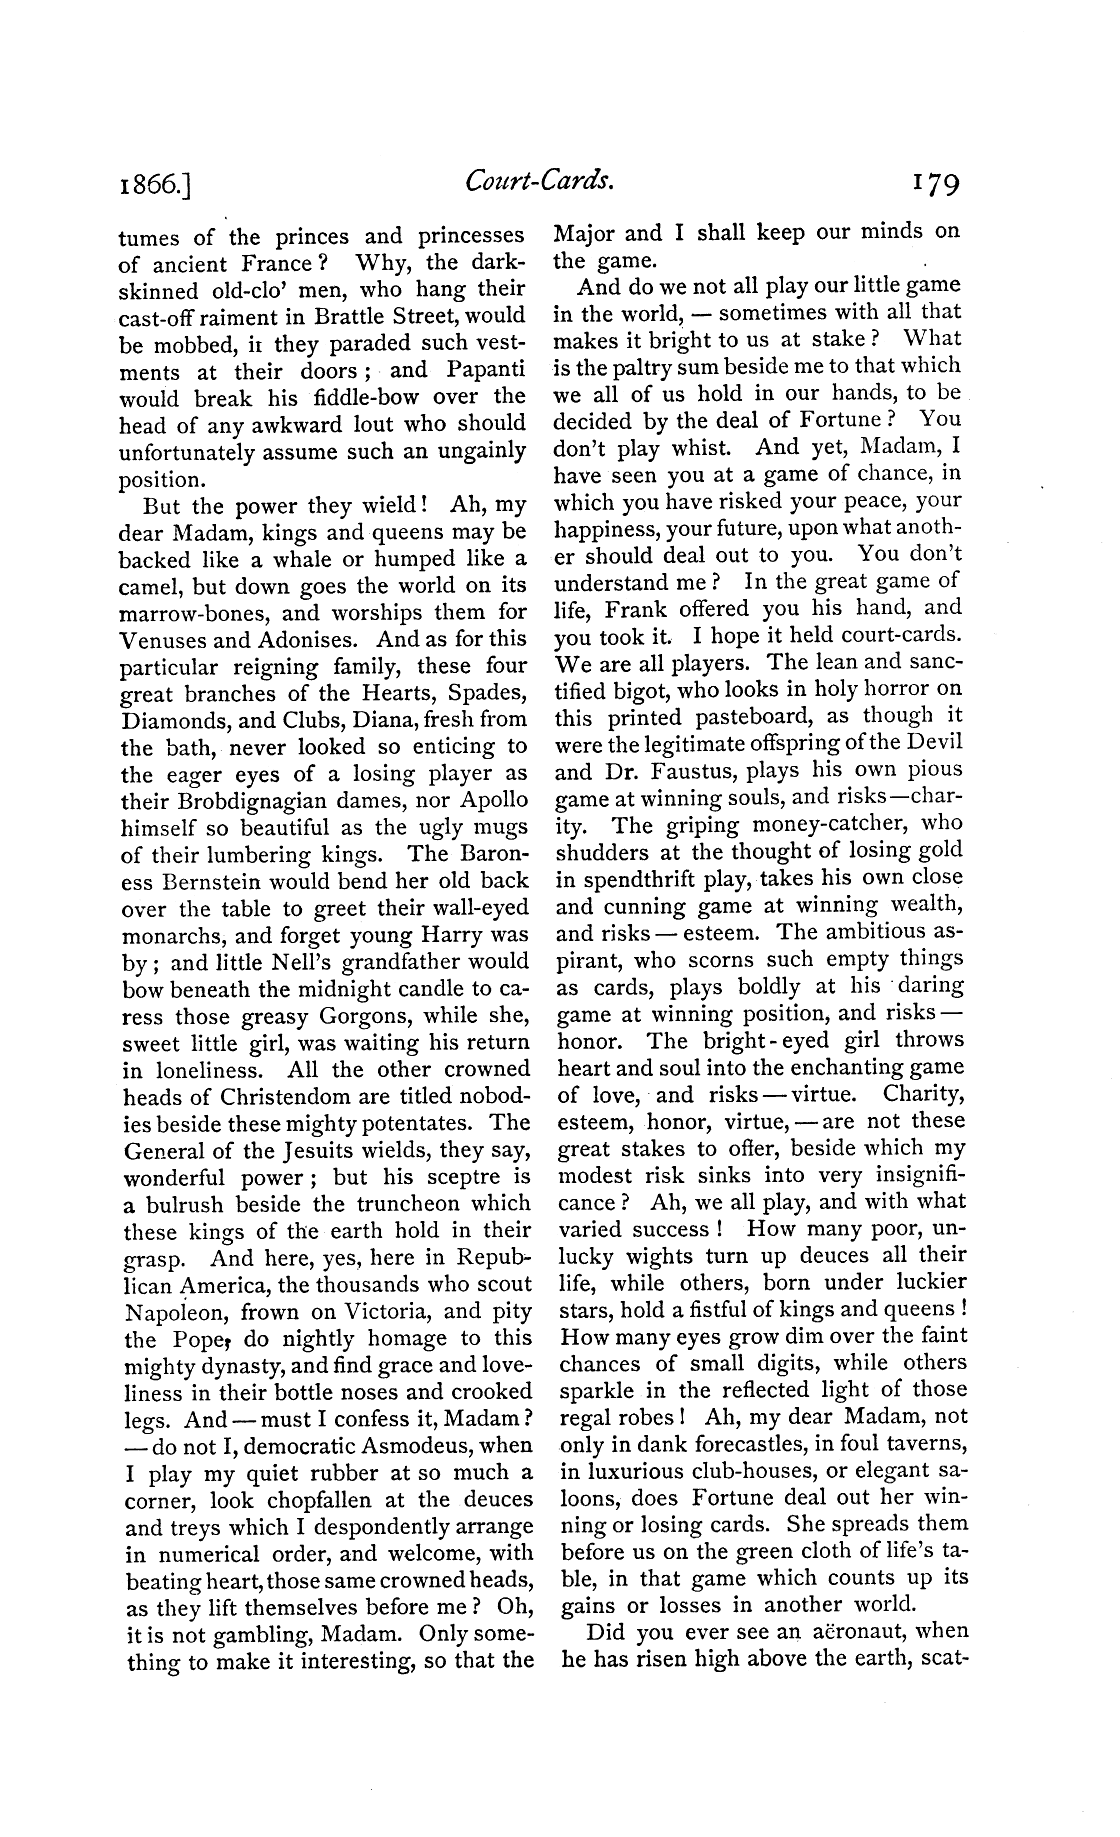 1866.] Court-Cards. 179
tumes of the princes and princesses
of ancient France? Why, the dark-
skinned old-clo' men, who hang their
cast-off raiment in Brattle Street, would
be mobbed, if they paraded such vest-
ments at their doors; and Papanti
would break his fiddle-bow over the
head of any awkward lout who should
unfortunately assume such an ungainly
position.
But the power they wield! Ah, my
dear Madam, kings and queens may be
backed like a whale or humped like a
camel, but down goes the world on its
marrow-bones, and worships them for
Venuses and Adonises. And as for this
particular reigning family, these four
great branches of the Hearts, Spades,
Diamonds, and Clubs, Diana, fresh from
the bath, never looked so enticing to
the eager eyes of a losing player as
their Brobdignagian dames, nor Apollo
himself so beautiful as the ugly mugs
of their lumbering kings. The Baron-
ess Bernstein would bend her old back
over the table to greet their wall-eyed
monarchs, and forget young Harry was
by; and little Nell's grandfather would
bow beneath the midnight candle to ca-
ress those greasy Gorgons, while she,
sweet little girl, was waiting his return
in loneliness. All the other crowned
heads of Christendom are titled nobod-
ies beside these mighty potentates. The
General of the Jesuits wields, they say,
wonderful power; but his sceptre is
a bulrush beside the truncheon which
these kings of the earth hold in their
grasp. And here, yes, here in Repub-
lican America, the thousands who scout
Napoleon, frown on Victoria, and pity
the Pope, do nightly homage to this
mighty dynasty, and find grace and love-
liness in their bottle noses and crooked
legs. And — must I confess it, Madam?
— do not I, democratic Asmodeus, when
I play my quiet rubber at so much a
corner, look chopfallen at the deuces
and treys which I despondently arrange
in numerical order, and welcome, with
beating heart, those same crowned heads,
as they lift themselves before me? Oh,
it is not gambling, Madam. Only some-
thing to make it interesting, so that the
Major and I shall keep our minds on
the game.
And do we not all play our little game
in the world, — sometimes with all that
makes it bright to us at stake? What
is the paltry sum beside me to that which
we all of us hold in our hands, to be
decided by the deal of Fortune? You
don't play whist. And yet, Madam, I
have seen you at a game of chance, in
which you have risked your peace, your
happiness, your future, upon what anoth-
er should deal out to you. You don't
understand me? In the great game of
life, Frank offered you his hand, and
you took it. I hope it held court-cards.
We are all players. The lean and sanc-
tified bigot, who looks in holy horror on
this printed pasteboard, as though it
were the legitimate offspring of the Devil
and Dr. Faustus, plays his own pious
game at winning souls, and risks—char-
ity. The griping money-catcher, who
shudders at the thought of losing gold
in spendthrift play, takes his own close
and cunning game at winning wealth,
and risks — esteem. The ambitious as-
pirant, who scorns such empty things
as cards, plays boldly at his daring
game at winning position, and risks —
honor. The bright-eyed girl throws
heart and soul into the enchanting game
of love, and risks — virtue. Charity,
esteem, honor, virtue, — are not these
great stakes to offer, beside which my
modest risk sinks into very insignifi-
cance? Ah, we all play, and with what
varied success! How many poor, un-
lucky wights turn up deuces all their
life, while others, born under luckier
stars, hold a fistful of kings and queens!
How many eyes grow dim over the faint
chances of small digits, while others
sparkle in the reflected light of those
regal robes! Ah, my dear Madam, not
only in dank forecastles, in foul taverns,
in luxurious club-houses, or elegant sa-
loons, does Fortune deal out her win-
ning or losing cards. She spreads them
before us on the green cloth of life's ta-
ble, in that game which counts up its
gains or losses in another world.
Did you ever see an aëronaut, when
he has risen high above the earth, scat-